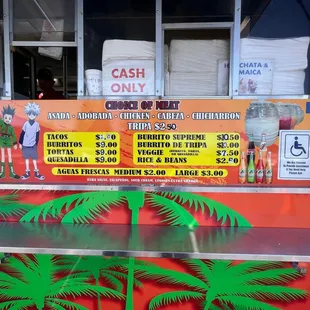 CASH
ONLY
CHATA &
MAICA
CHOICE OF MEAT
ASADA - ADOBADA - CHICKEN - CABEZA - CHICHARRON
TRIPA $2.50
TACOS
BURRITOS $9.00
TORTAS $9.00
QUESADILLA $9.00
BURRITO SUPREME
BURRITO DE TRIPA
VEGGIE $7.50
RICE & BEANS
AGUAS FRESCAS MEDIUM $2.00 LARGE $3.00